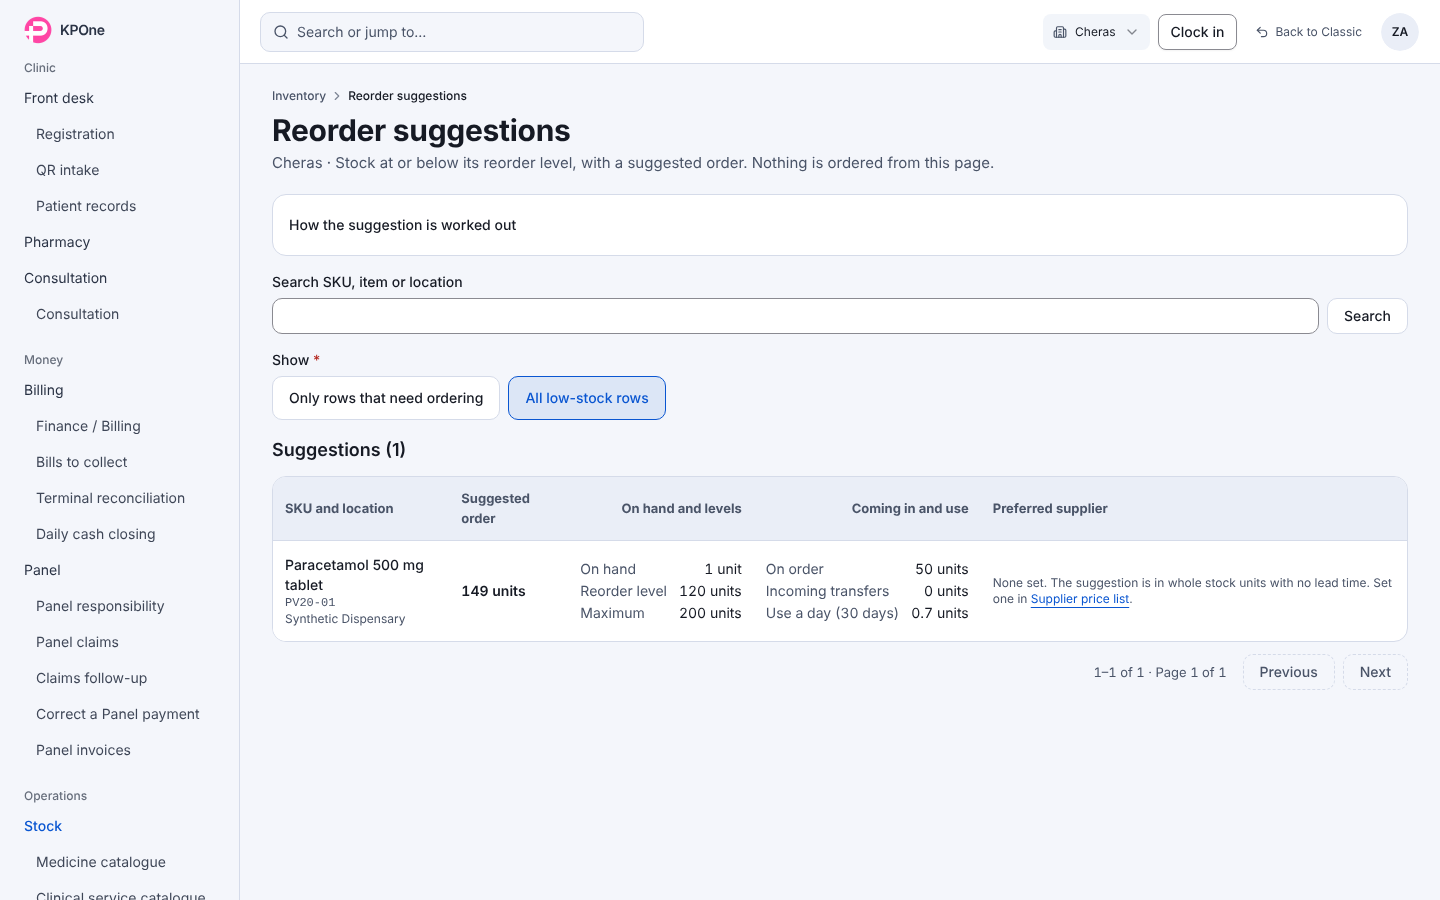 KPOne
Search or jump to...
Cheras
Clock in
Back to Classic
ZA
Clinic
Front desk
Registration
QR intake
Patient records
Pharmacy
Consultation
Consultation
Money
Billing
Finance / Billing
Bills to collect
Terminal reconciliation
Daily cash closing
Panel
Panel responsibility
Panel claims
Claims follow-up
Correct a Panel payment
Panel invoices
Operations
Stock
Medicine catalogue
Clinical service catalogue
Inventory > Reorder suggestions
Reorder suggestions
Cheras · Stock at or below its reorder level, with a suggested order. Nothing is ordered from this page.
How the suggestion is worked out
Search SKU, item or location
Search
Show *
Only rows that need ordering
All low-stock rows
Suggestions (1)
SKU and location
Suggested
order
On hand and levels
Coming in and use
Preferred supplier
Paracetamol 500 mg
tablet
PV20-01
Synthetic Dispensary
149 units
On hand 1 unit
Reorder level 120 units
Maximum 200 units
On order 50 units
Incoming transfers 0 units
Use a day (30 days) 0.7 units
None set. The suggestion is in whole stock units with no lead time. Set
one in Supplier price list.
1–1 of 1 · Page 1 of 1
Previous
Next